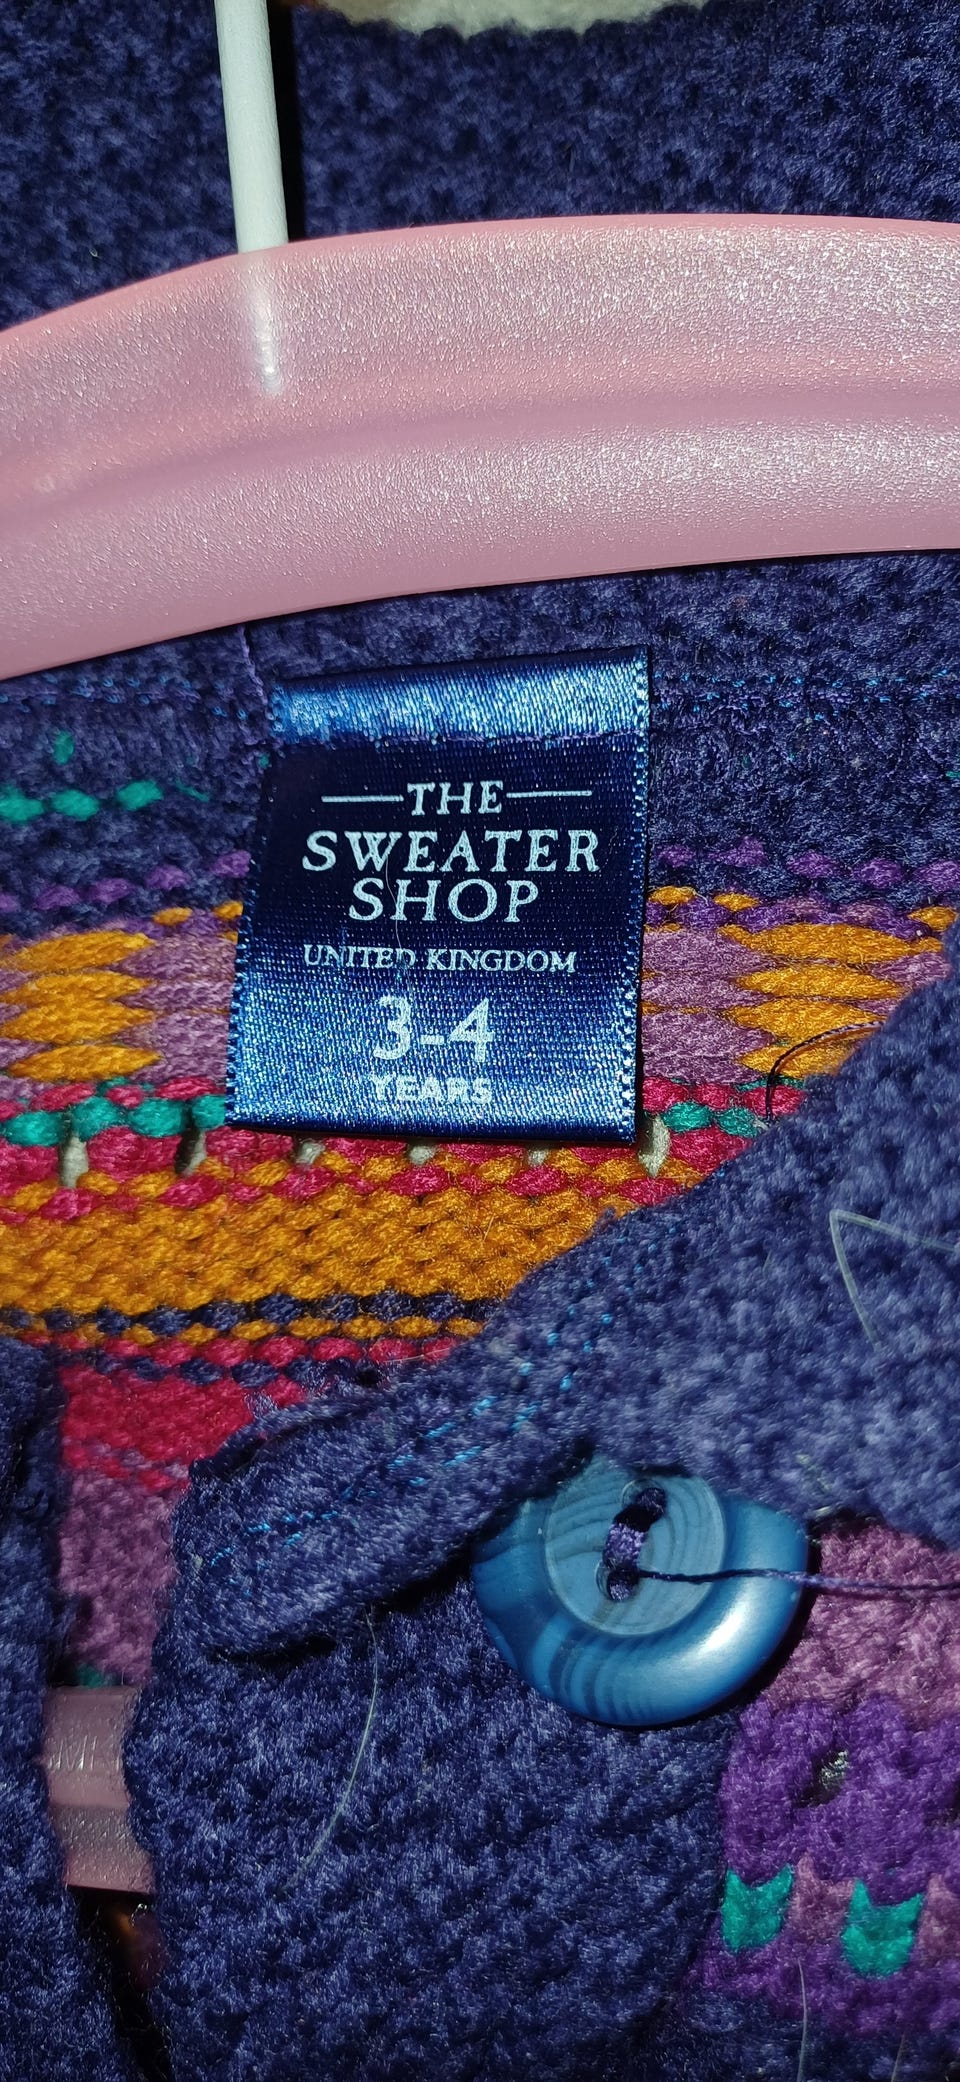 THE
SWEATER
SHOP
UNITED KINGDOM
3-4
YEARS